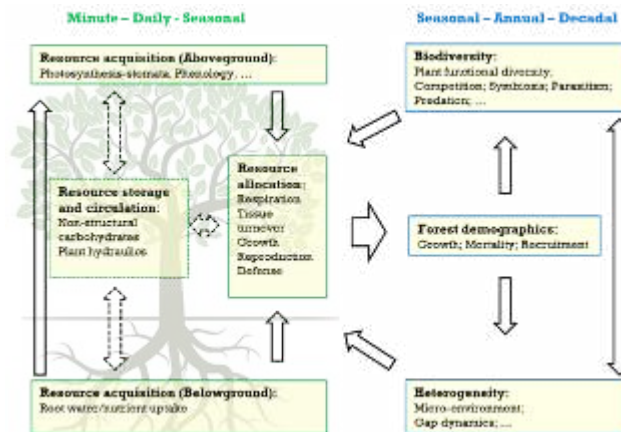 Minute – Daily - Seasonal
Seasonal – Annual – Decadal
Resource acquisition (Aboveground):
Photosynthesis-stomata, Phenology, ...
Biodiversity:
Plant functional diversity;
Competition; Symbiosis; Parasitism;
Predation; ...
Resource storage
and circulation:
Non-structural
carbohydrates
Plant hydraulics
Resource
allocation:
Respiration
Tissue
turnover
Growth
Reproduction
Defense
Forest demographics:
Growth; Mortality; Recruitment
Resource acquisition (Belowground):
Root water/nutrient uptake
Heterogeneity:
Micro-environment;
Gap dynamics; ...